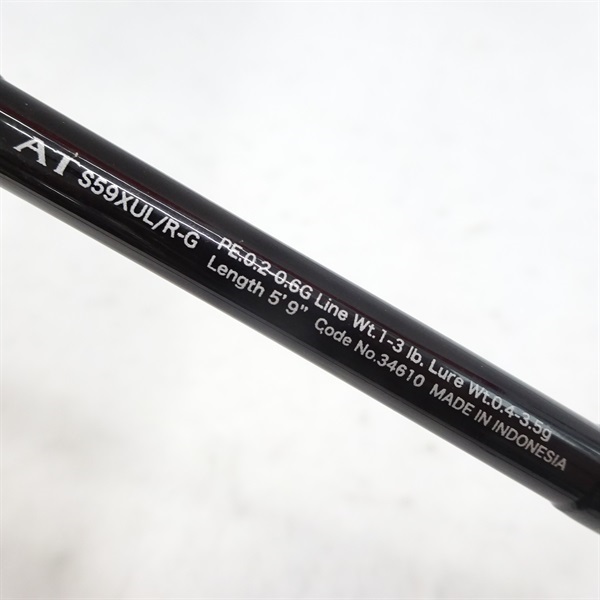 AT S59XUL/R-G
PE.0.2-0.6G Line Wt.1-3 lb. Lure Wt.0.4-3.5g
Length 5'9" Code No.34610 MADE IN INDONESIA